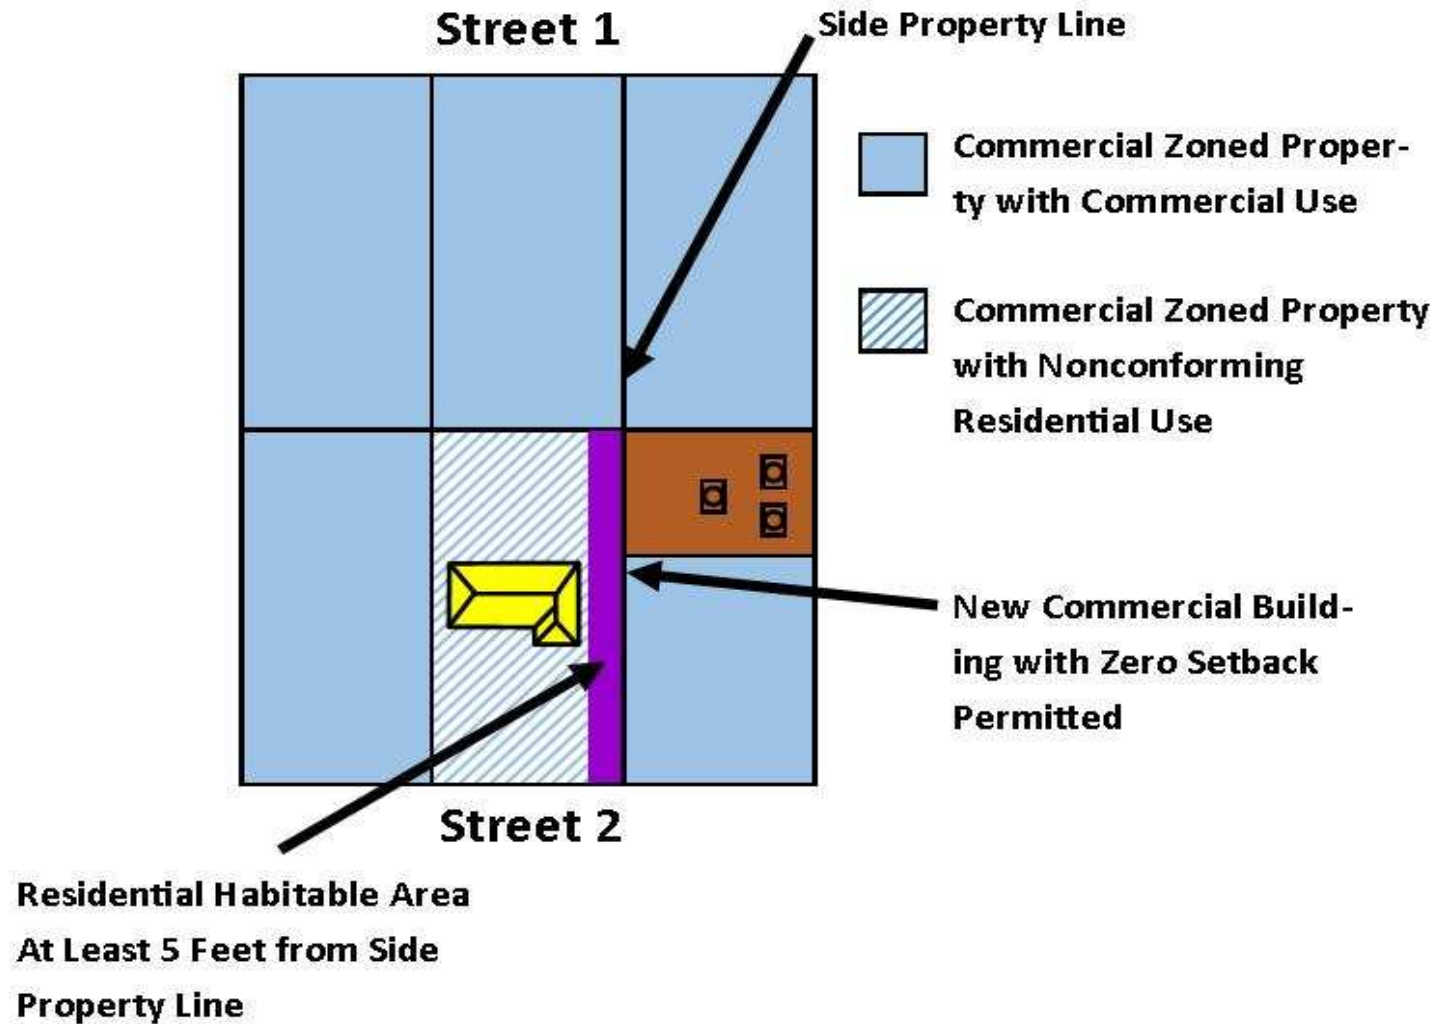 Street 1
Side Property Line
Commercial Zoned Proper-
ty with Commercial Use
Commercial Zoned Property
with Nonconforming
Residential Use
New Commercial Build-
ing with Zero Setback
Permitted
Street 2
Residential Habitable Area
At Least 5 Feet from Side
Property Line